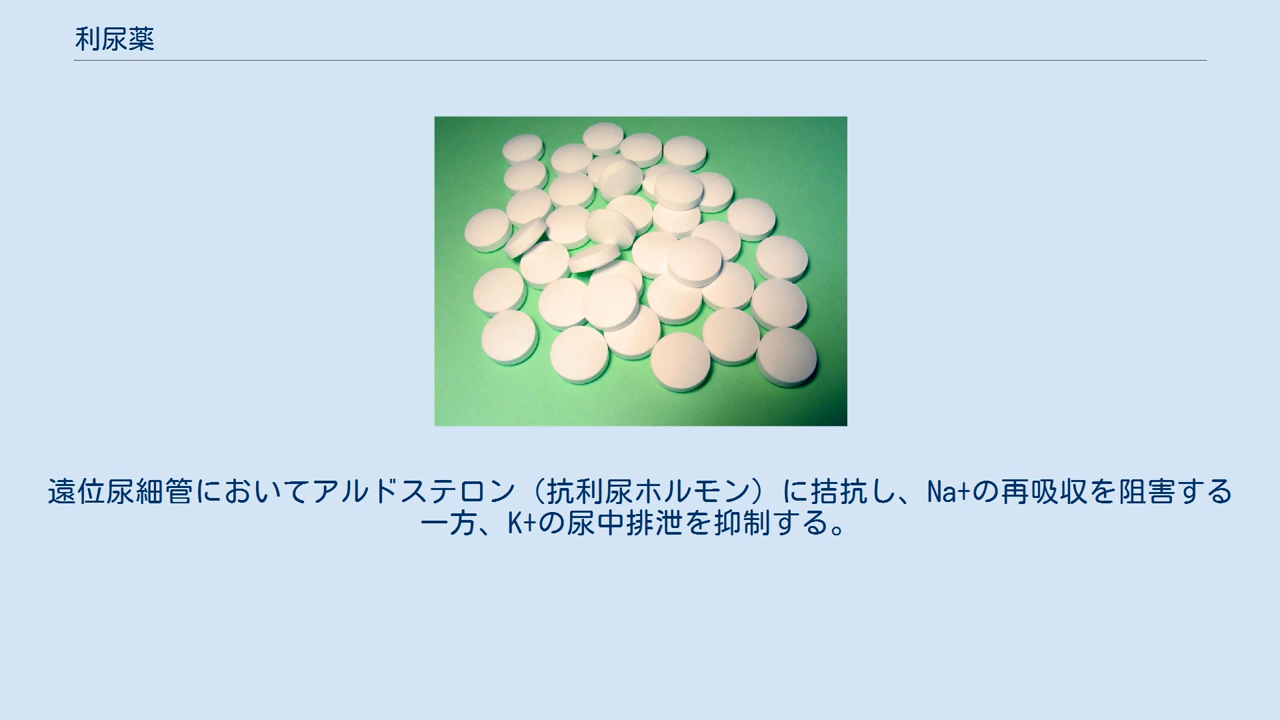 利尿薬
遠位尿細管においてアルドステロン（抗利尿ホルモン）に拮抗し、Na+の再吸収を阻害する
一方、K+の尿中排泄を抑制する。